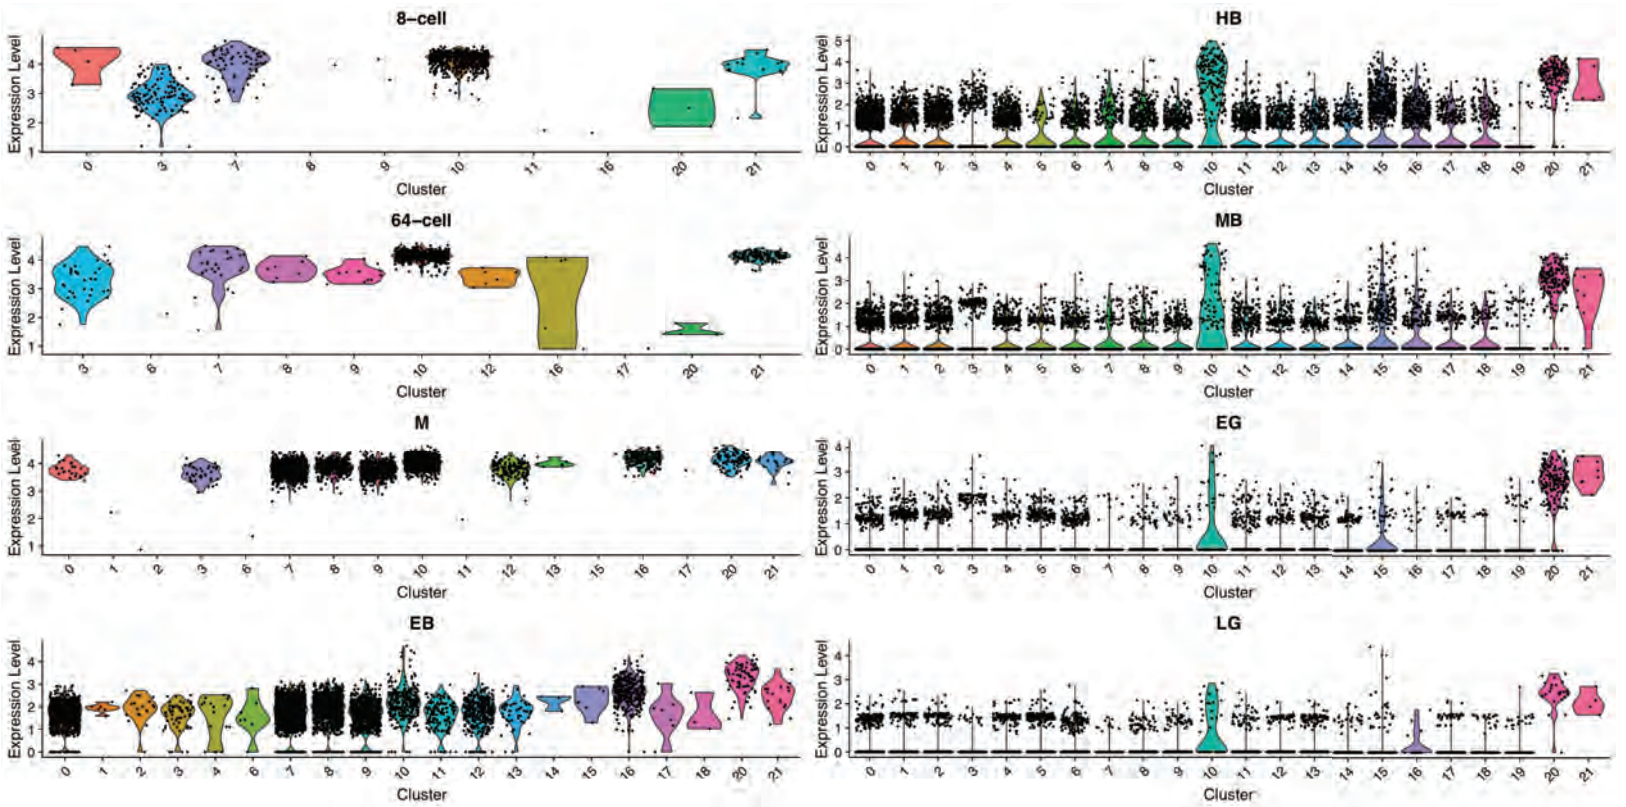 8−cell
Expression Level
4
3
2
1
0 3 7 8 9 10 11 16 20 21
Cluster
64−cell
Expression Level
4
3
2
1
3 6 7 8 9 10 12 16 17 20 21
Cluster
M
Expression Level
4
3
2
1
0 1 2 3 6 7 8 9 10 11 12 13 15 16 17 20 21
Cluster
EB
Expression Level
4
3
2
1
0
0 1 2 3 4 6 7 8 9 10 11 12 13 14 15 16 17 18 20 21
Cluster
HB
Expression Level
5
4
3
2
1
0
0 1 2 3 4 5 6 7 8 9 10 11 12 13 14 15 16 17 18 19 20 21
Cluster
MB
Expression Level
4
3
2
1
0
0 1 2 3 4 5 6 7 8 9 10 11 12 13 14 15 16 17 18 19 20 21
Cluster
EG
Expression Level
4
3
2
1
0
0 1 2 3 4 5 6 7 8 9 10 11 12 13 14 15 16 17 18 19 20 21
Cluster
LG
Expression Level
4
3
2
1
0
0 1 2 3 4 5 6 7 8 9 10 11 12 13 14 15 16 17 18 19 20 21
Cluster